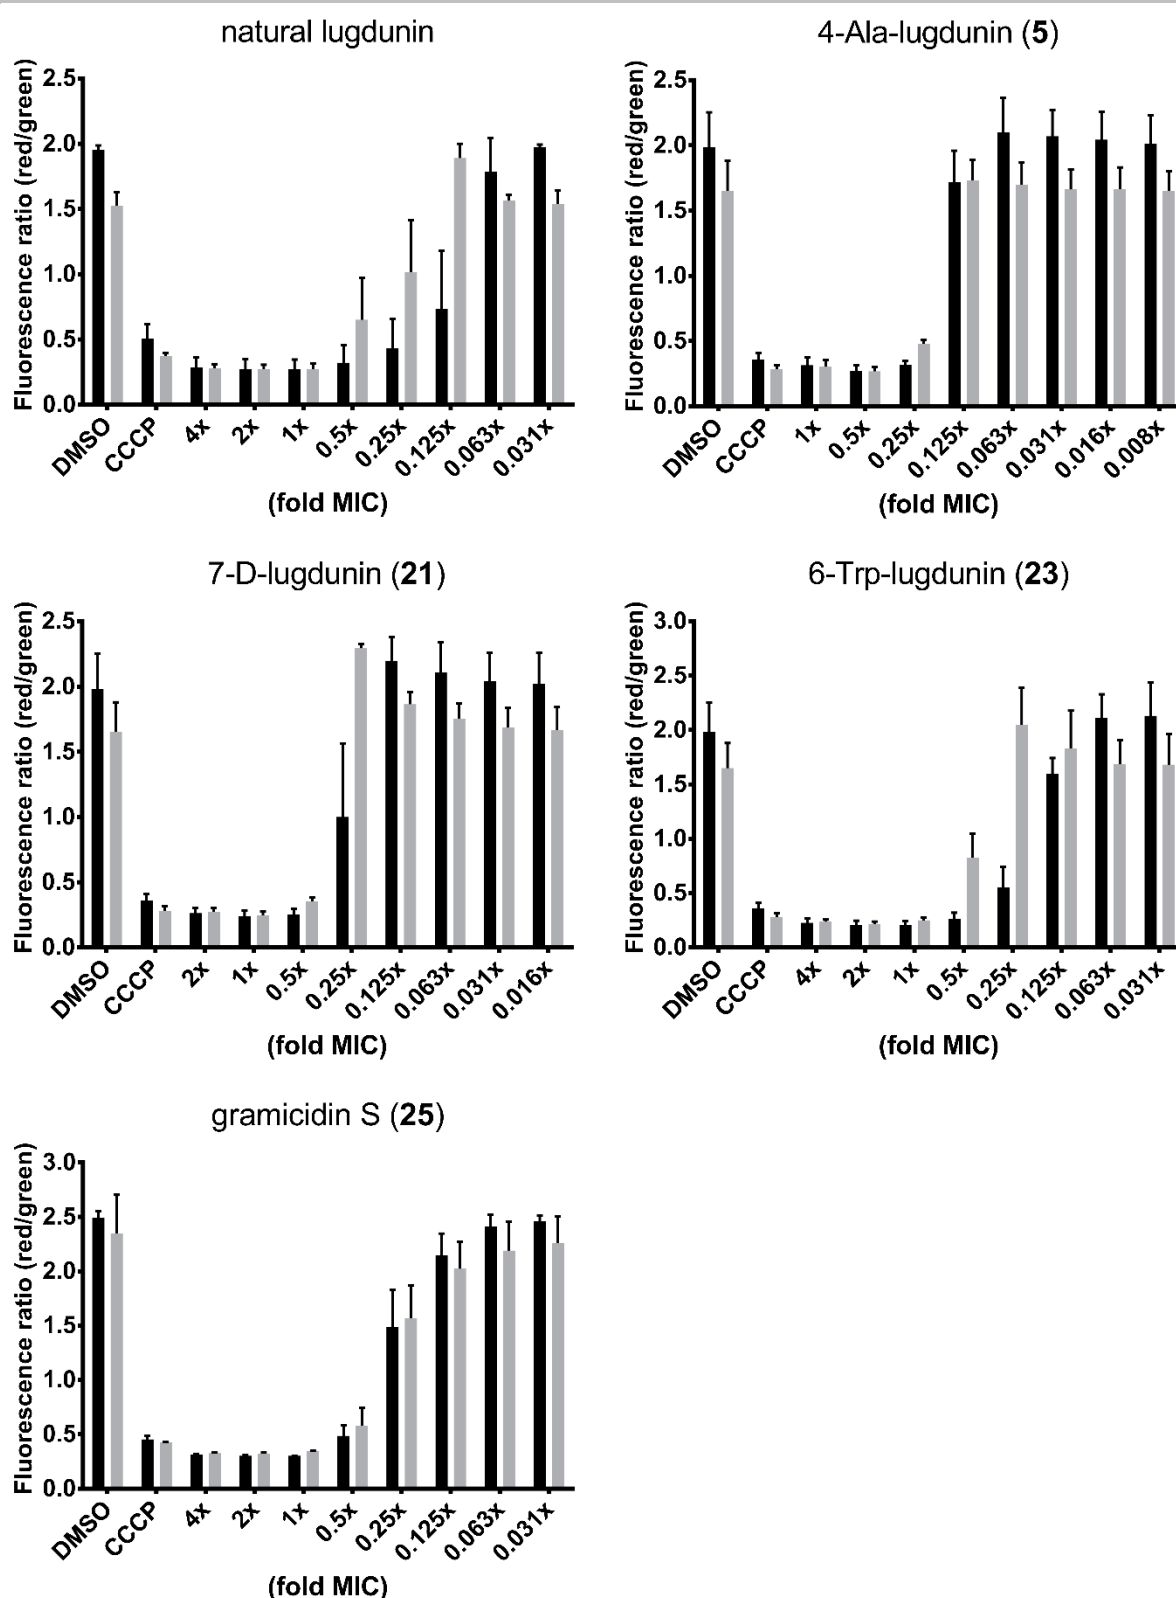 natural lugdunin
Fluorescence ratio (red/green)
2.5
2.0
1.5
1.0
0.5
0.0
DMSO
CCCP
4x
2x
1x
0.5x
0.25x
0.125x
0.063x
0.031x
(fold MIC)
4-Ala-lugdunin (5)
Fluorescence ratio (red/green)
2.5
2.0
1.5
1.0
0.5
0.0
DMSO
CCCP
1x
0.5x
0.25x
0.125x
0.063x
0.031x
0.016x
0.008x
(fold MIC)
7-D-lugdunin (21)
Fluorescence ratio (red/green)
2.5
2.0
1.5
1.0
0.5
0.0
DMSO
CCCP
2x
1x
0.5x
0.25x
0.125x
0.063x
0.031x
0.016x
(fold MIC)
6-Trp-lugdunin (23)
Fluorescence ratio (red/green)
3.0
2.5
2.0
1.5
1.0
0.5
0.0
DMSO
CCCP
4x
2x
1x
0.5x
0.25x
0.125x
0.063x
0.031x
(fold MIC)
gramicidin S (25)
Fluorescence ratio (red/green)
3.0
2.5
2.0
1.5
1.0
0.5
0.0
DMSO
CCCP
4x
2x
1x
0.5x
0.25x
0.125x
0.063x
0.031x
(fold MIC)